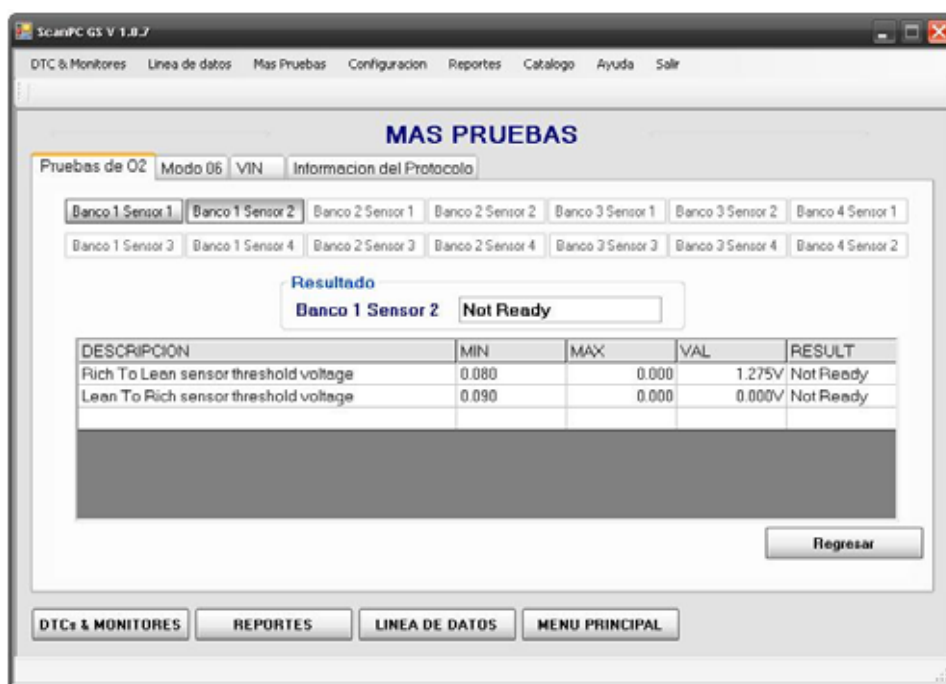 ScanPC GS V 1.0.7
DTC & Monitores Linea de datos Mas Pruebas Configuracion Reportes Catalogo Ayuda Salir
MAS PRUEBAS
Pruebas de O2 Modo 06 VIN Informacion del Protocolo
Banco 1 Sensor 1 Banco 1 Sensor 2 Banco 2 Sensor 1 Banco 2 Sensor 2 Banco 3 Sensor 1 Banco 3 Sensor 2 Banco 4 Sensor 1
Banco 1 Sensor 3 Banco 1 Sensor 4 Banco 2 Sensor 3 Banco 2 Sensor 4 Banco 3 Sensor 3 Banco 3 Sensor 4 Banco 4 Sensor 2
Resultado
Banco 1 Sensor 2 Not Ready
DESCRIPCION MIN MAX VAL RESULT
Rich To Lean sensor threshold voltage 0.080 0.000 1.275V Not Ready
Lean To Rich sensor threshold voltage 0.090 0.000 0.000V Not Ready
Regresar
DTCs & MONITORES REPORTES LINEA DE DATOS MENU PRINCIPAL